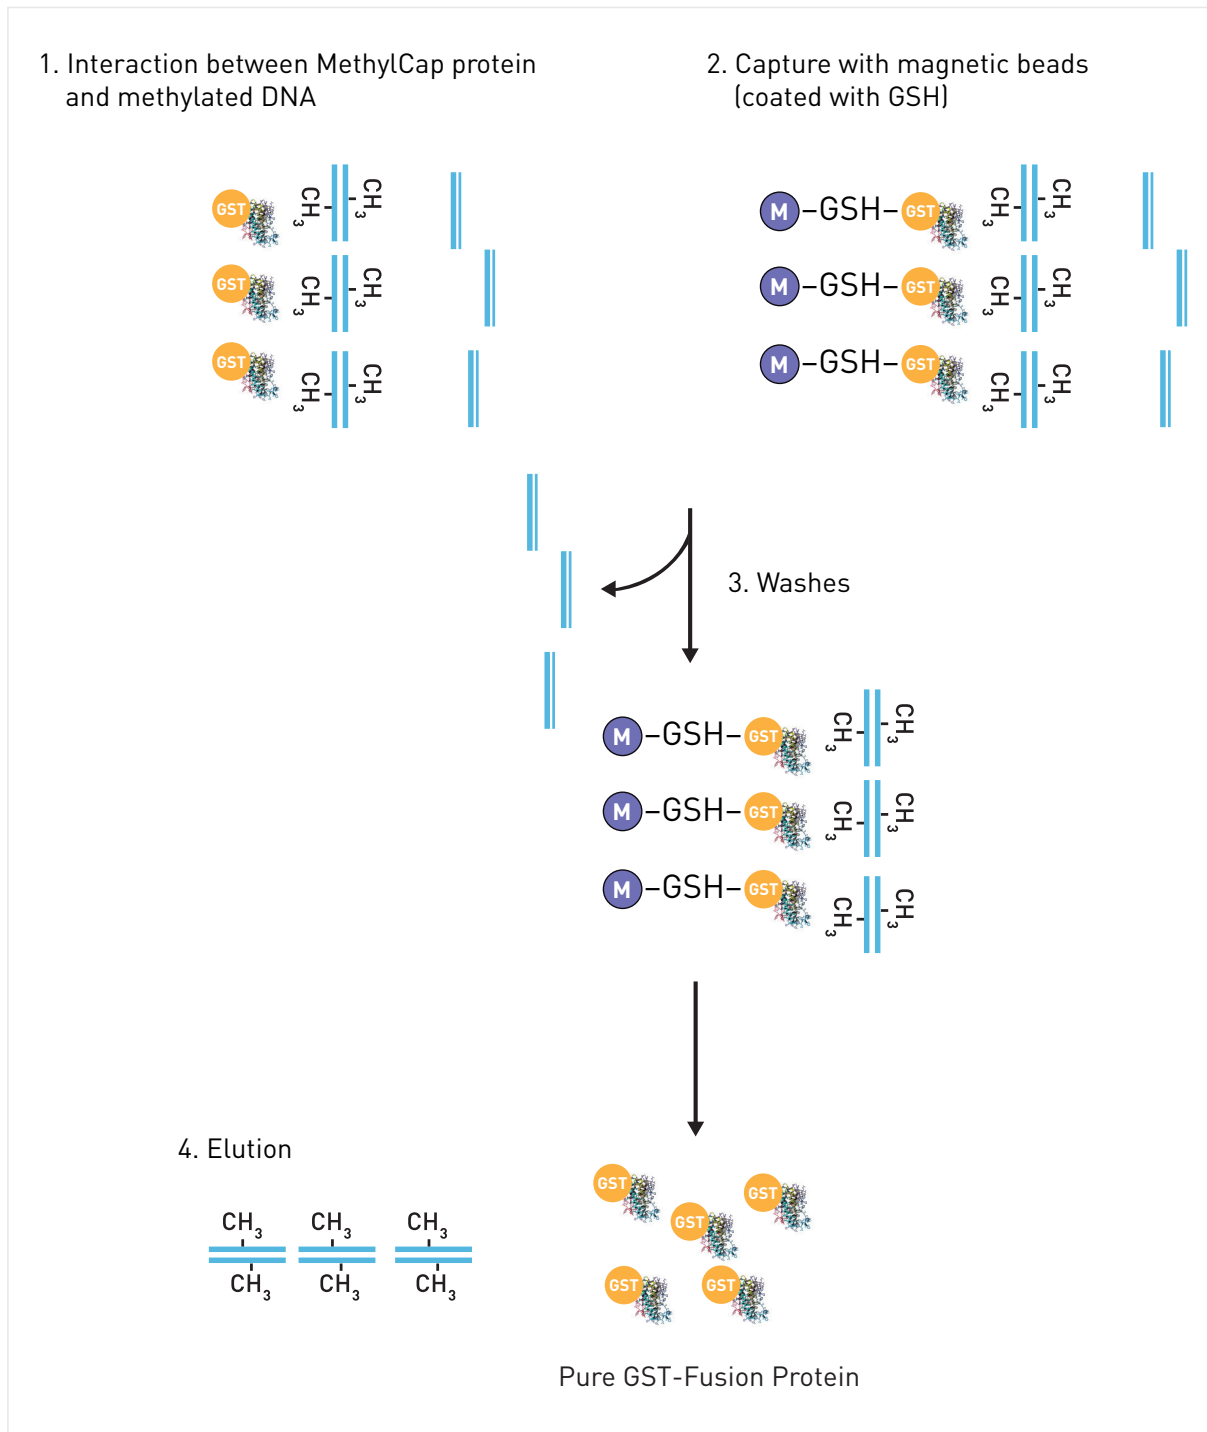 1. Interaction between MethylCap protein
and methylated DNA
2. Capture with magnetic beads
(coated with GSH)
GST CH3 CH3
GST CH3 CH3
GST CH3 CH3
M –GSH– GST CH3 CH3
M –GSH– GST CH3 CH3
M –GSH– GST CH3 CH3
3. Washes
M –GSH– GST CH3 CH3
M –GSH– GST CH3 CH3
M –GSH– GST CH3 CH3
4. Elution
CH3 CH3 CH3
CH3 CH3 CH3
GST GST
GST
GST GST
Pure GST-Fusion Protein